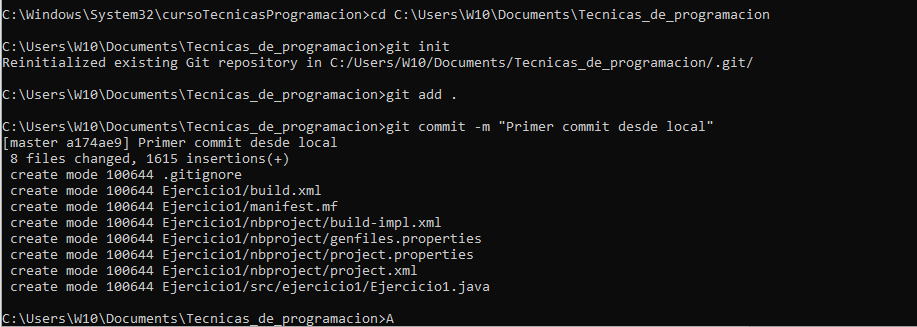 C:\Windows\System32\cursoTecnicasProgramacion>cd C:\Users\W10\Documents\Tecnicas_de_programacion
C:\Users\W10\Documents\Tecnicas_de_programacion>git init
Reinitialized existing Git repository in C:/Users/W10/Documents/Tecnicas_de_programacion/.git/
C:\Users\W10\Documents\Tecnicas_de_programacion>git add .
C:\Users\W10\Documents\Tecnicas_de_programacion>git commit -m "Primer commit desde local"
[master a174ae9] Primer commit desde local
 8 files changed, 1615 insertions(+)
 create mode 100644 .gitignore
 create mode 100644 Ejercicio1/build.xml
 create mode 100644 Ejercicio1/manifest.mf
 create mode 100644 Ejercicio1/nbproject/build-impl.xml
 create mode 100644 Ejercicio1/nbproject/genfiles.properties
 create mode 100644 Ejercicio1/nbproject/project.properties
 create mode 100644 Ejercicio1/nbproject/project.xml
 create mode 100644 Ejercicio1/src/ejercicio1/Ejercicio1.java
C:\Users\W10\Documents\Tecnicas_de_programacion>A